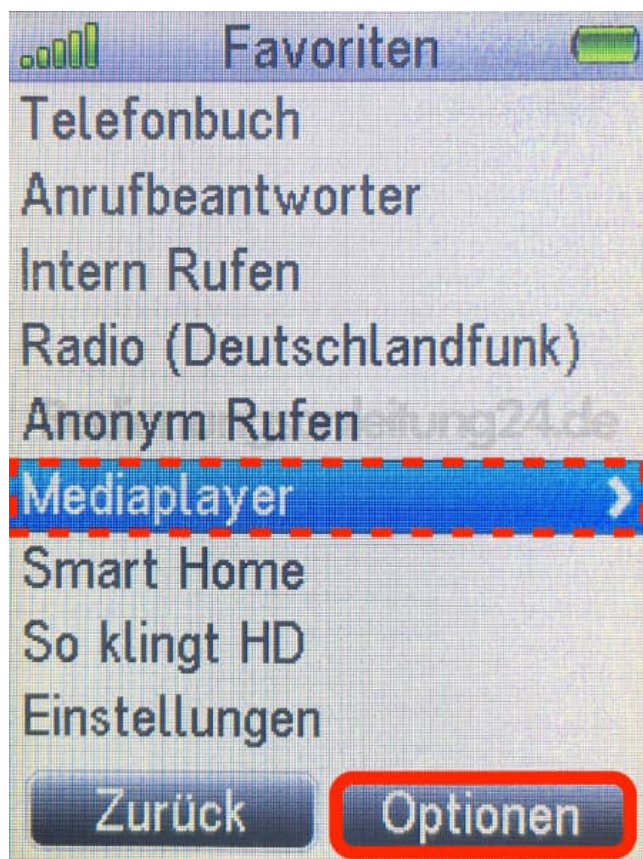 Favoriten
Telefonbuch
Anrufbeantworter
Intern Rufen
Radio (Deutschlandfunk)
Anonym Rufen
Mediaplayer
Smart Home
So klingt HD
Einstellungen
Zurück Optionen